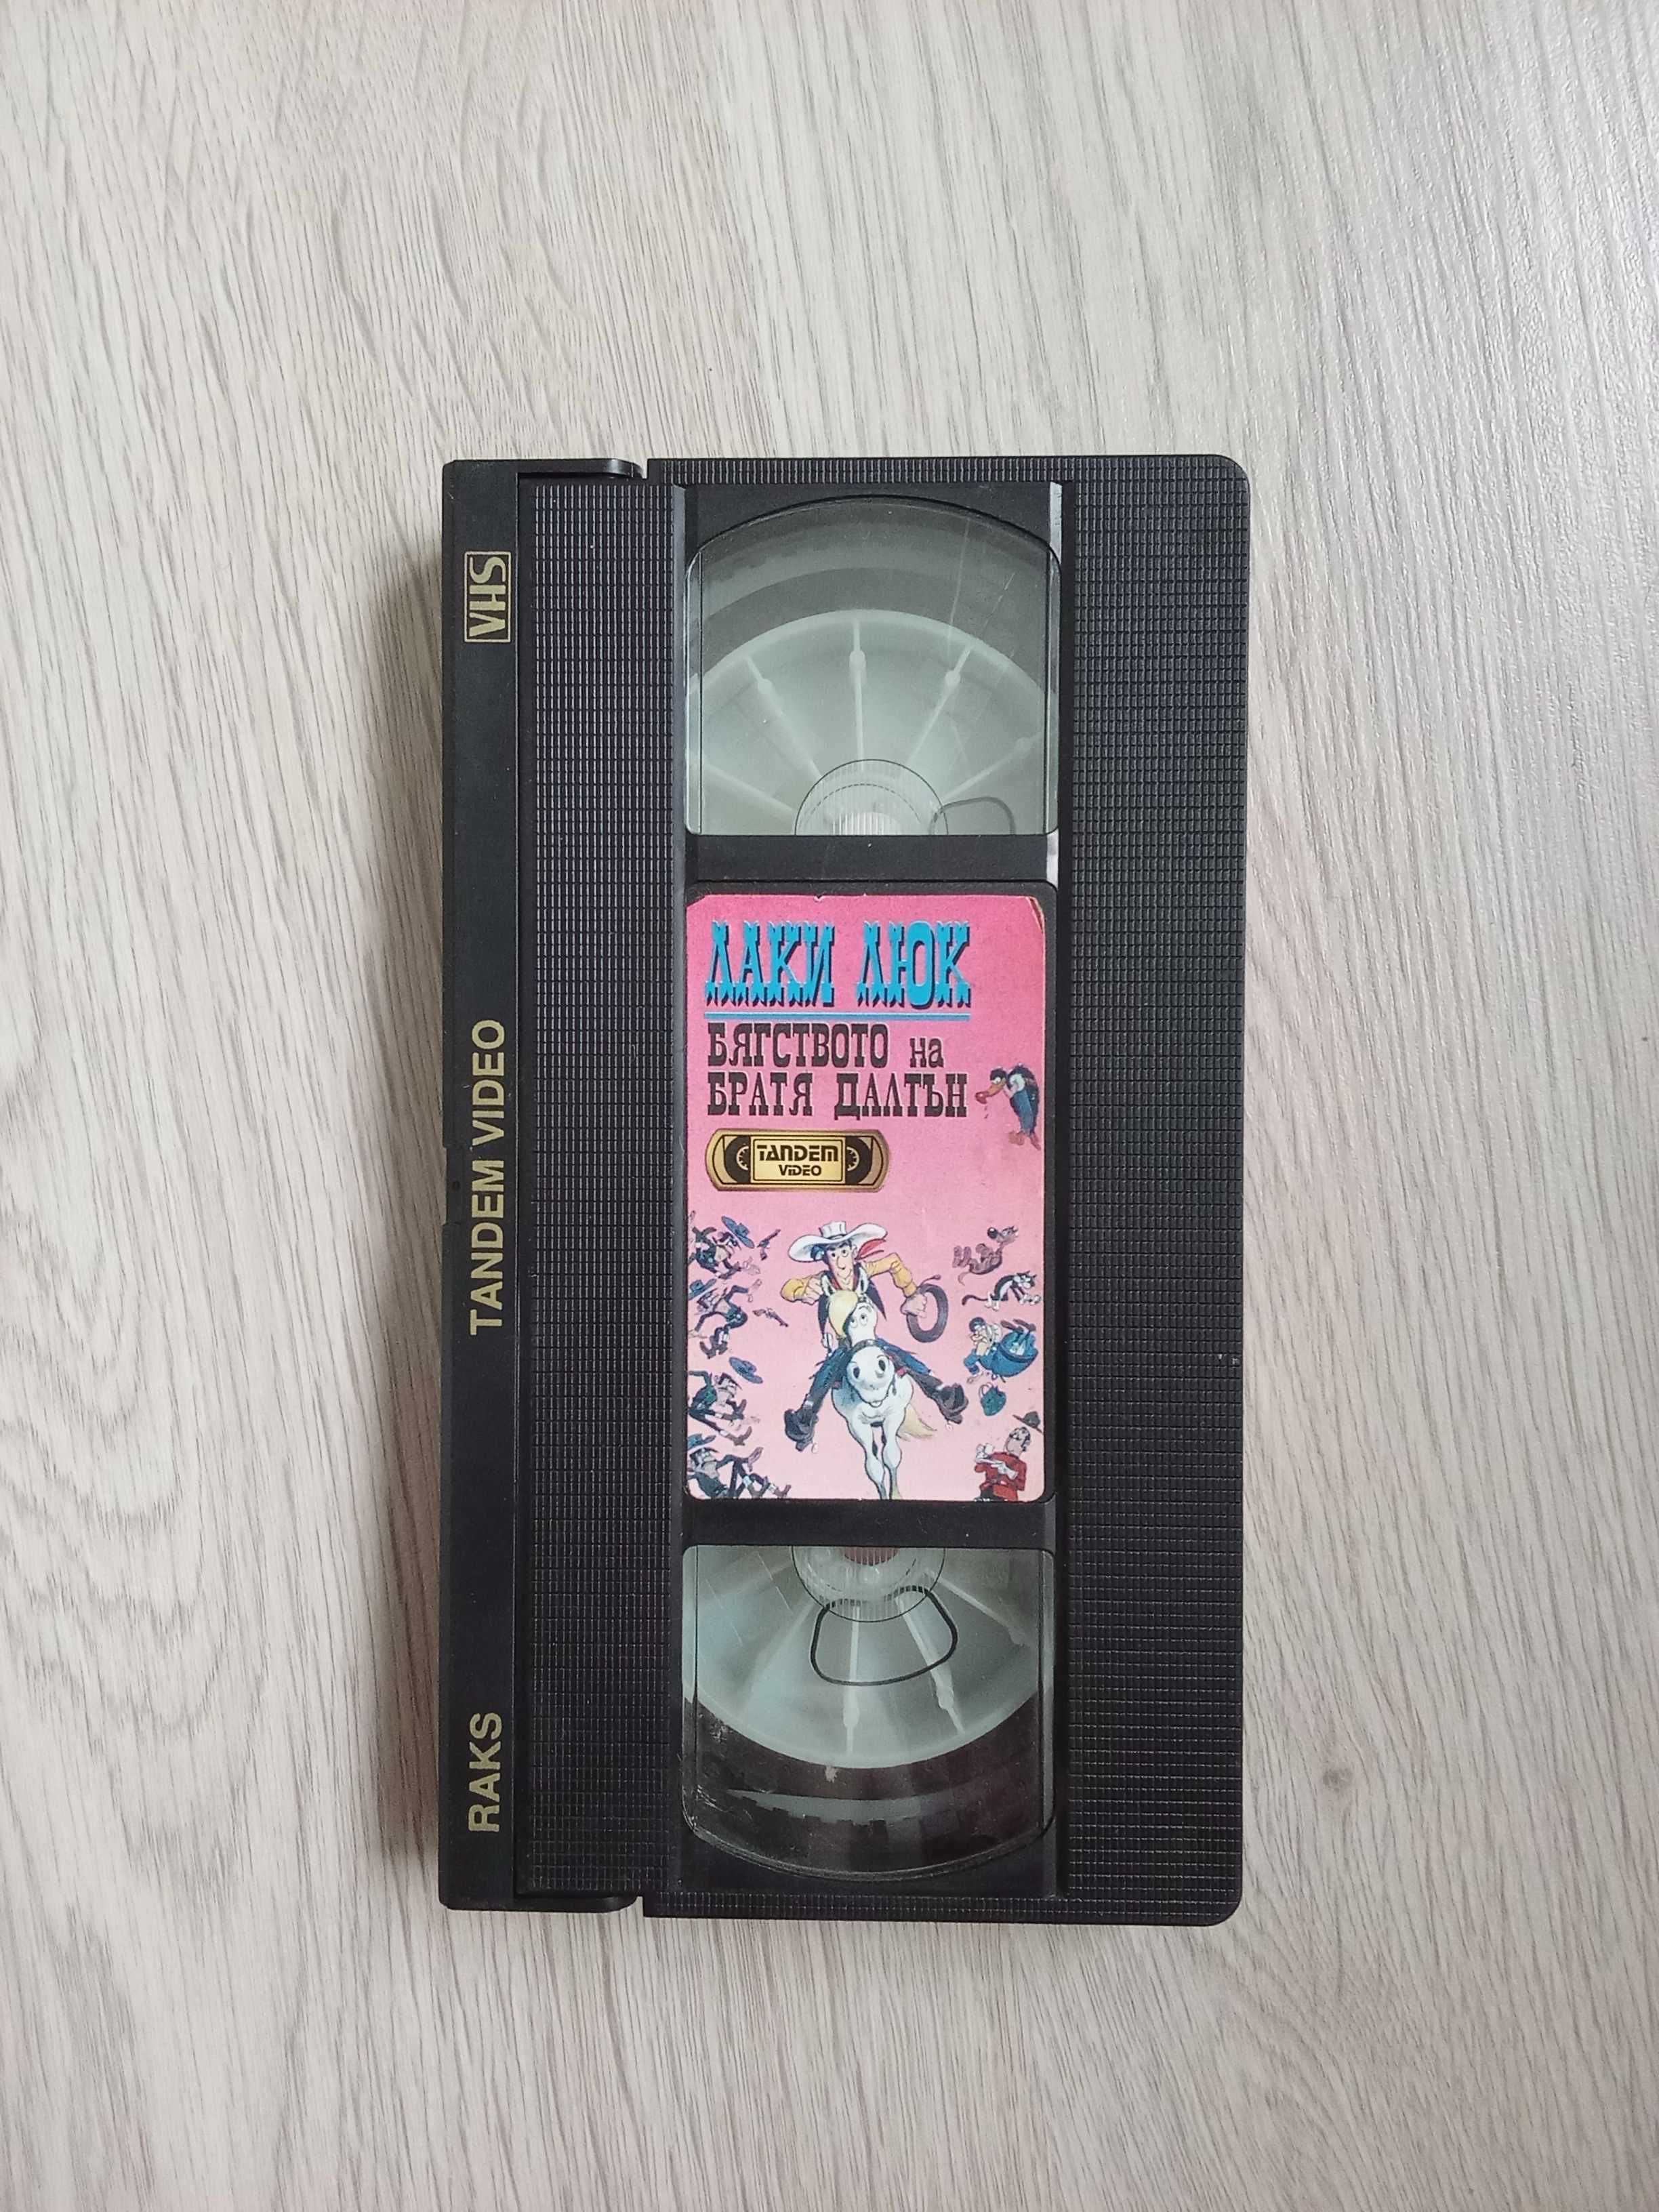 VHS
TANDEM VIDEO
RAKS
ЛАКИ ЛЮК
БЯГСТВОТО на
БРАТЯ ДАЛТЪН
TANDEM
VIDEO